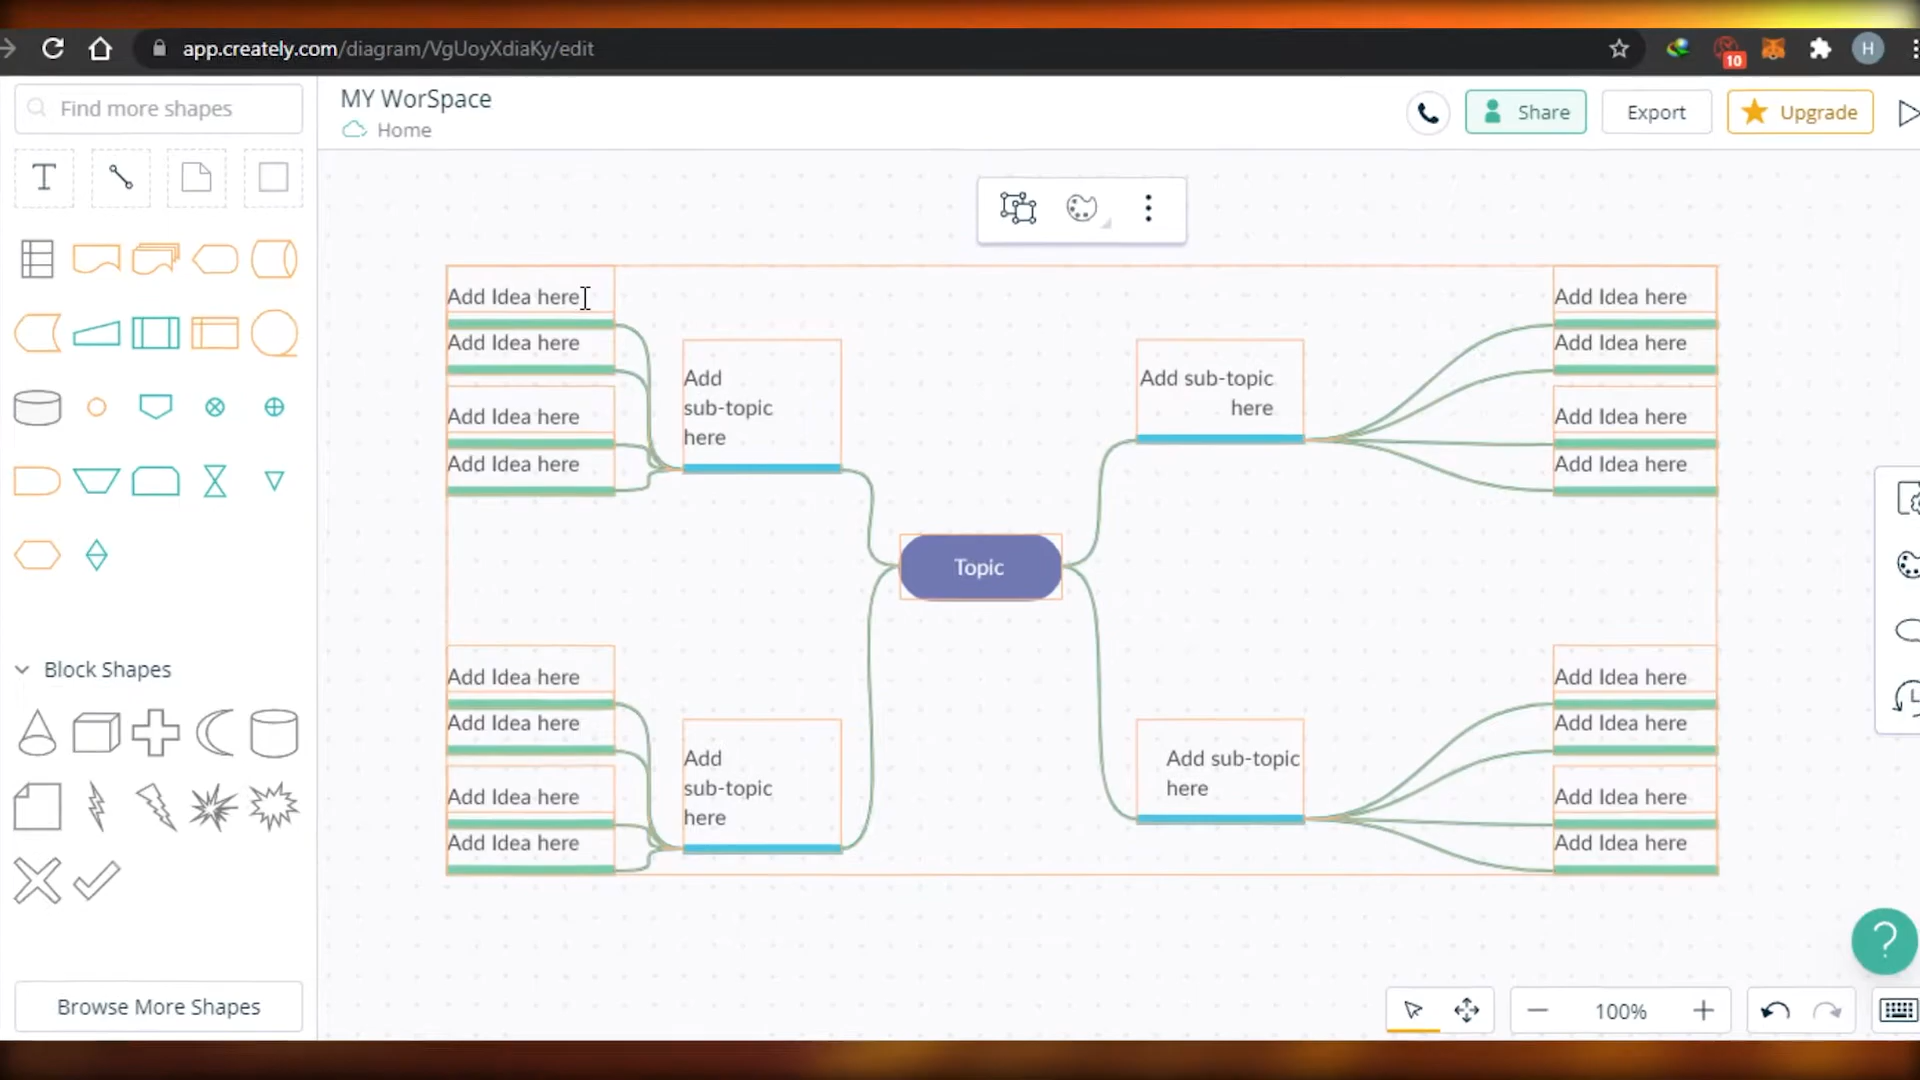 app.creately.com/diagram/VgUoyXdiaKy/edit
10
H
Find more shapes
MY WorSpace
Home
Share
Export
Upgrade
T
Add Idea here
Add Idea here
Add Idea here
Add Idea here
Add
sub-topic
here
Add sub-topic
here
Add Idea here
Add Idea here
Add Idea here
Add Idea here
Topic
Block Shapes
Add Idea here
Add Idea here
Add Idea here
Add Idea here
Add
sub-topic
here
Add sub-topic
here
Add Idea here
Add Idea here
Add Idea here
Add Idea here
?
Browse More Shapes
100%